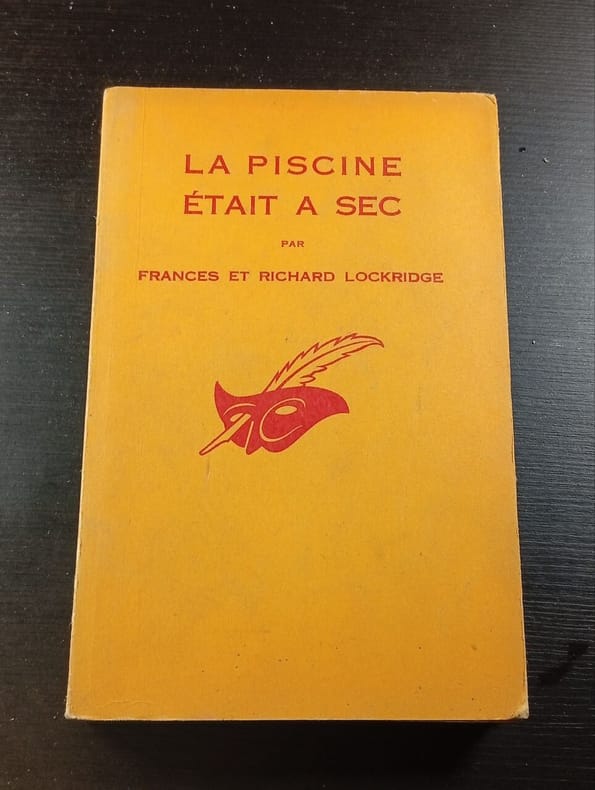 LA PISCINE
ÉTAIT A SEC
PAR
FRANCES ET RICHARD LOCKRIDGE